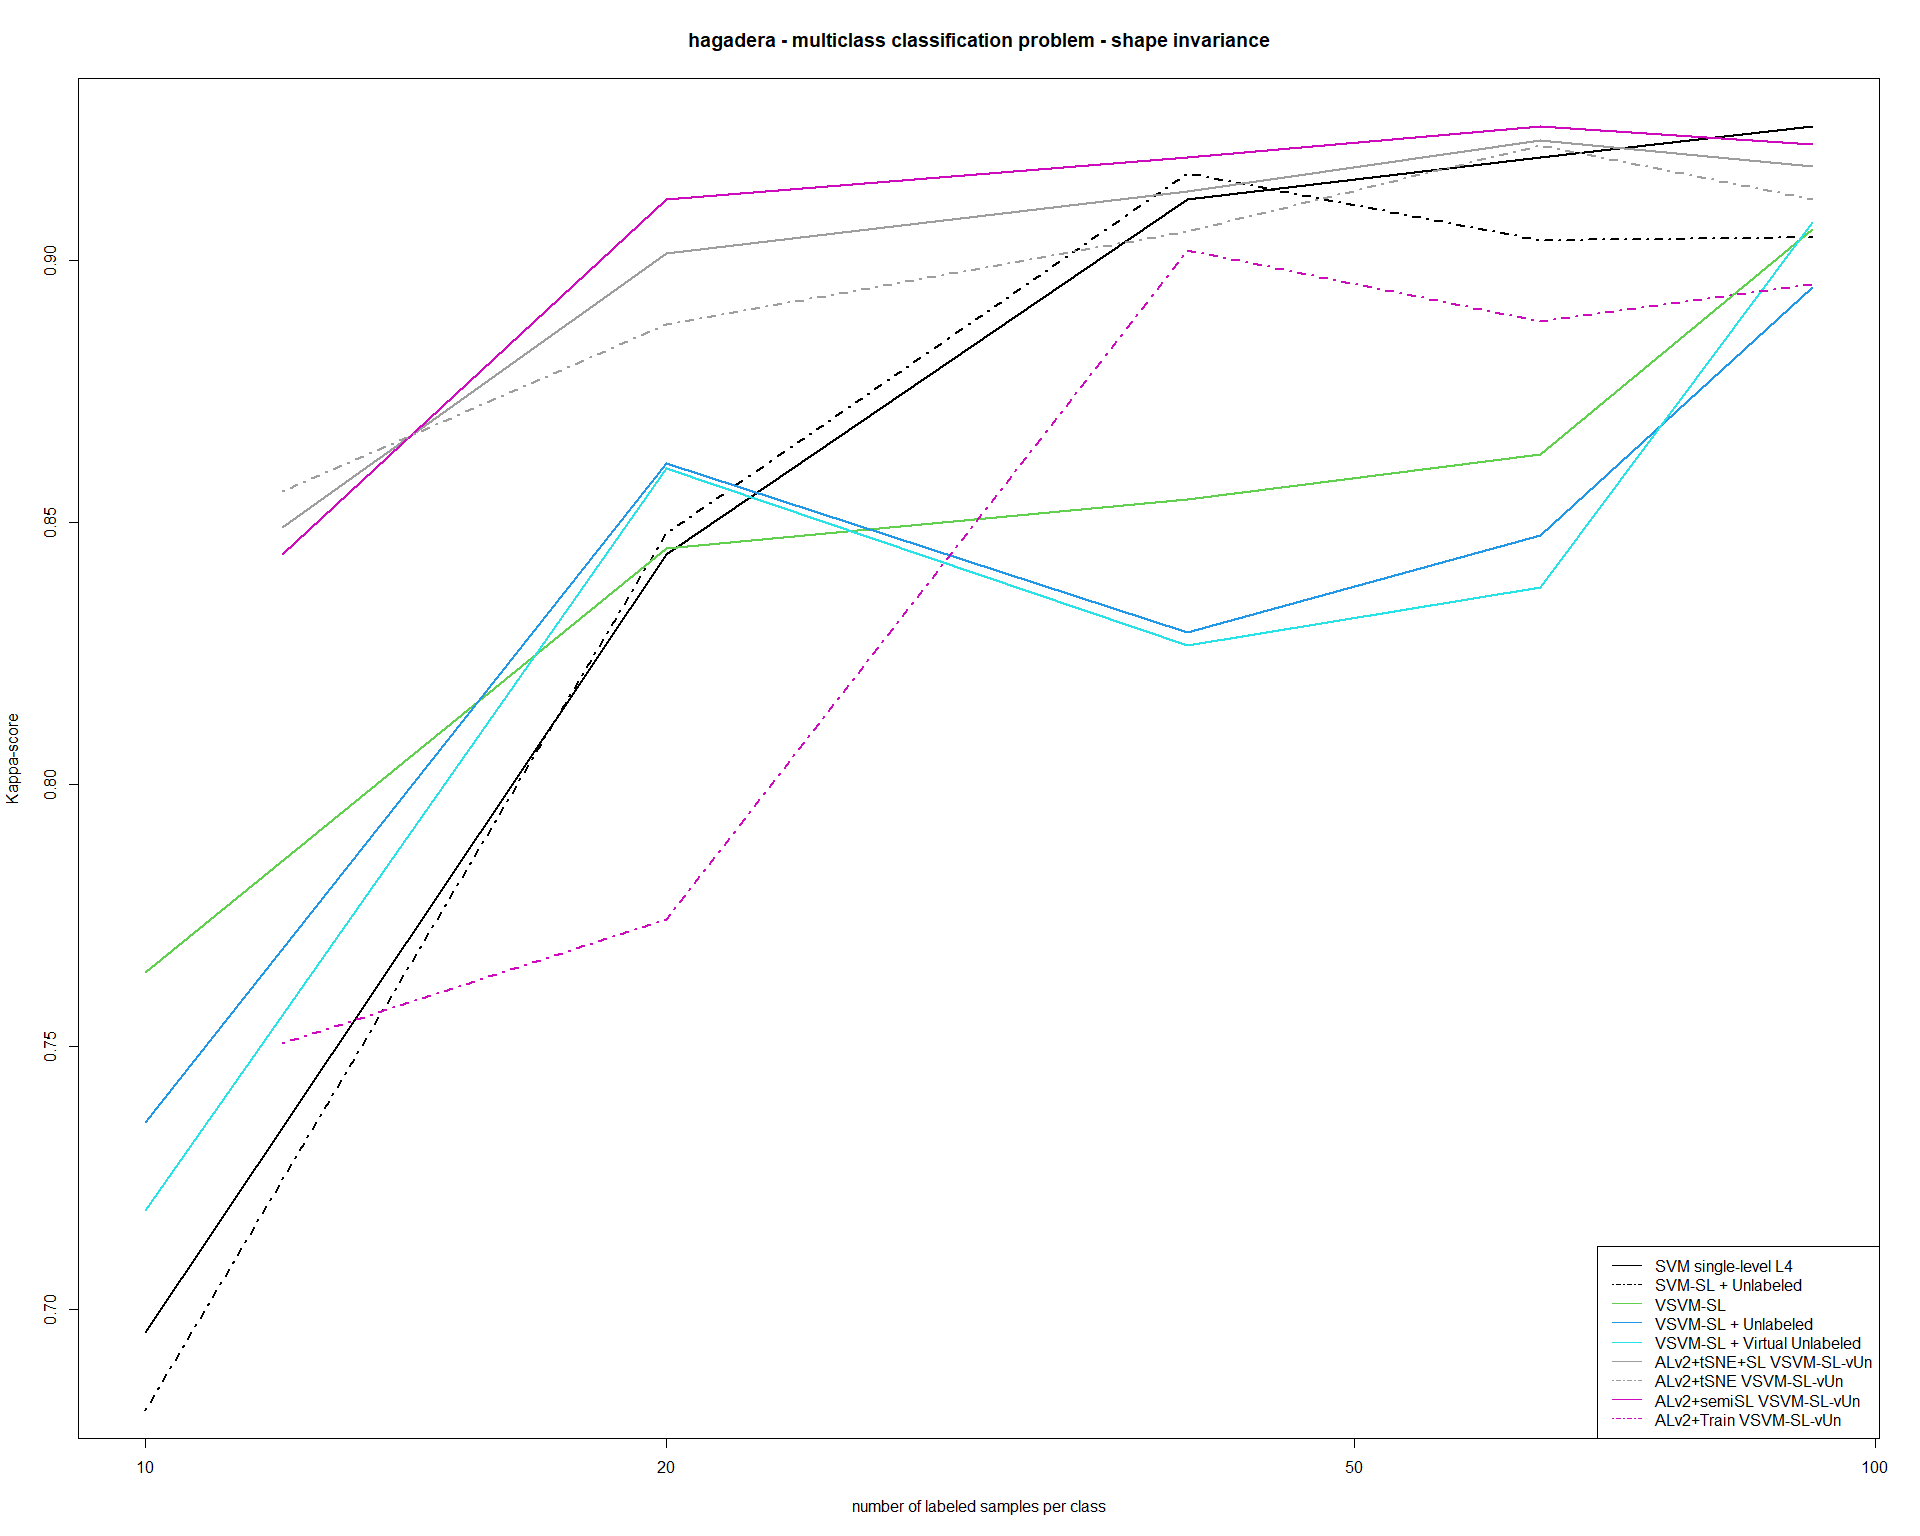 hagadera - multiclass classification problem - shape invariance
0.90
0.85
0.80
0.75
0.70
Kappa-score
SVM single-level L4
SVM-SL + Unlabeled
VSVM-SL
VSVM-SL + Unlabeled
VSVM-SL + Virtual Unlabeled
ALv2+tSNE+SL VSVM-SL-vUn
ALv2+tSNE VSVM-SL-vUn
ALv2+semiSL VSVM-SL-vUn
ALv2+Train VSVM-SL-vUn
10 20 50 100
number of labeled samples per class